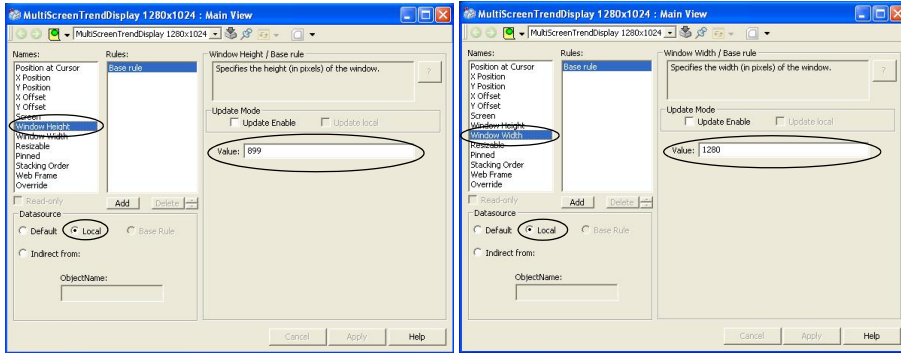 MultiScreenTrendDisplay 1280x1024 : Main View
MultiScreenTrendDisplay 1280x1024
Names:
Rules:
Position at Cursor
X Position
Y Position
X Offset
Y Offset
Screen
Window Height
Window Width
Resizable
Pinned
Stacking Order
Web Frame
Override
Base rule
Window Height / Base rule
Specifies the height (in pixels) of the window.
?
Update Mode
Update Enable
Update local
Value: 899
Read-only
Add
Delete
Datasource
Default
Local
Base Rule
Indirect from:
ObjectName:
Cancel
Apply
Help
MultiScreenTrendDisplay 1280x1024 : Main View
MultiScreenTrendDisplay 1280x1024
Names:
Rules:
Position at Cursor
X Position
Y Position
X Offset
Y Offset
Screen
Window Height
Window Width
Resizable
Pinned
Stacking Order
Web Frame
Override
Base rule
Window Width / Base rule
Specifies the width (in pixels) of the window.
?
Update Mode
Update Enable
Update local
Value: 1280
Read-only
Add
Delete
Datasource
Default
Local
Base Rule
Indirect from:
ObjectName:
Cancel
Apply
Help